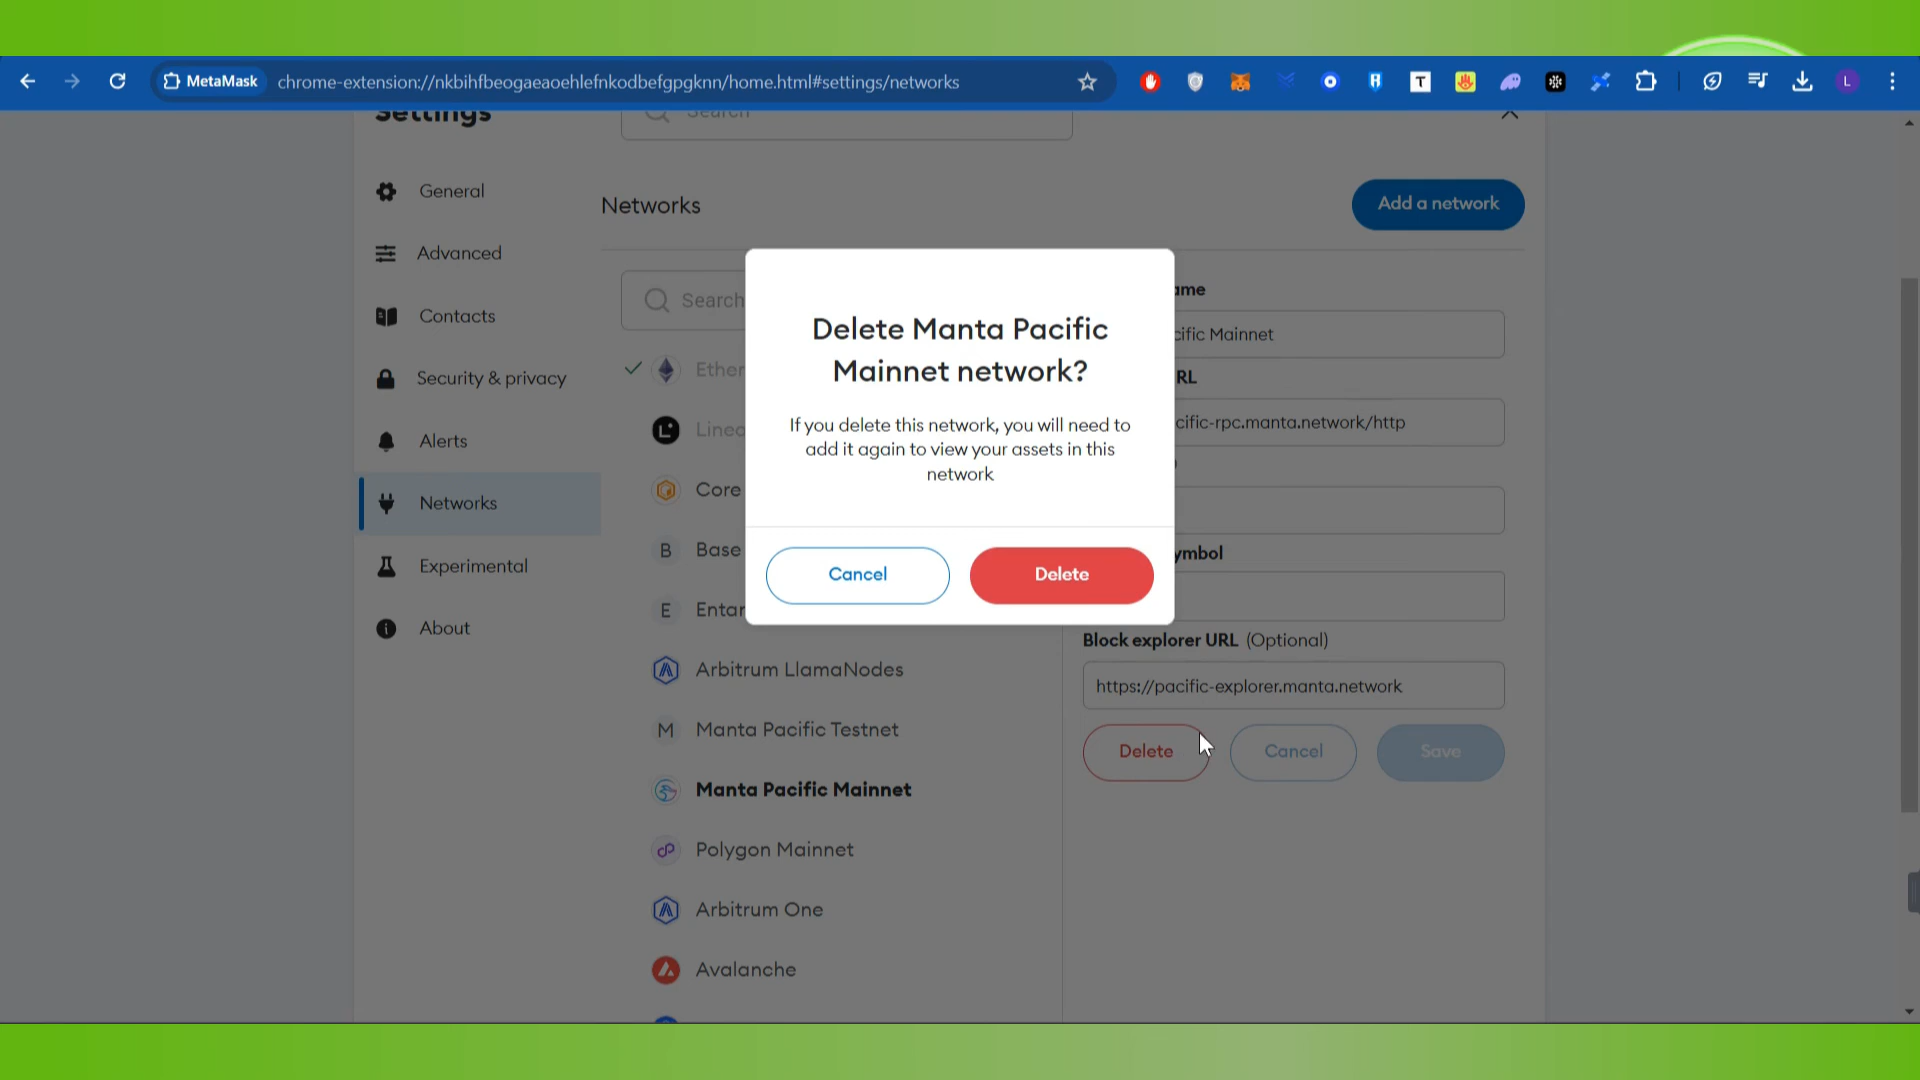 MetaMask
chrome-extension://nkbihfbeogaeaoehlefnkodbefgpgknn/home.html#settings/networks
T
L
Settings
Search
General
Advanced
Contacts
Security & privacy
Alerts
Networks
Experimental
About
Networks
Add a network
Search
Ether
Linea
Core
B Base
E Entan
Arbitrum LlamaNodes
M Manta Pacific Testnet
Manta Pacific Mainnet
Polygon Mainnet
Arbitrum One
Avalanche
ame
cific Mainnet
RL
cific-rpc.manta.network/http
ymbol
Block explorer URL (Optional)
https://pacific-explorer.manta.network
Delete
Cancel
Save
Delete Manta Pacific
Mainnet network?
If you delete this network, you will need to
add it again to view your assets in this
network
Cancel
Delete